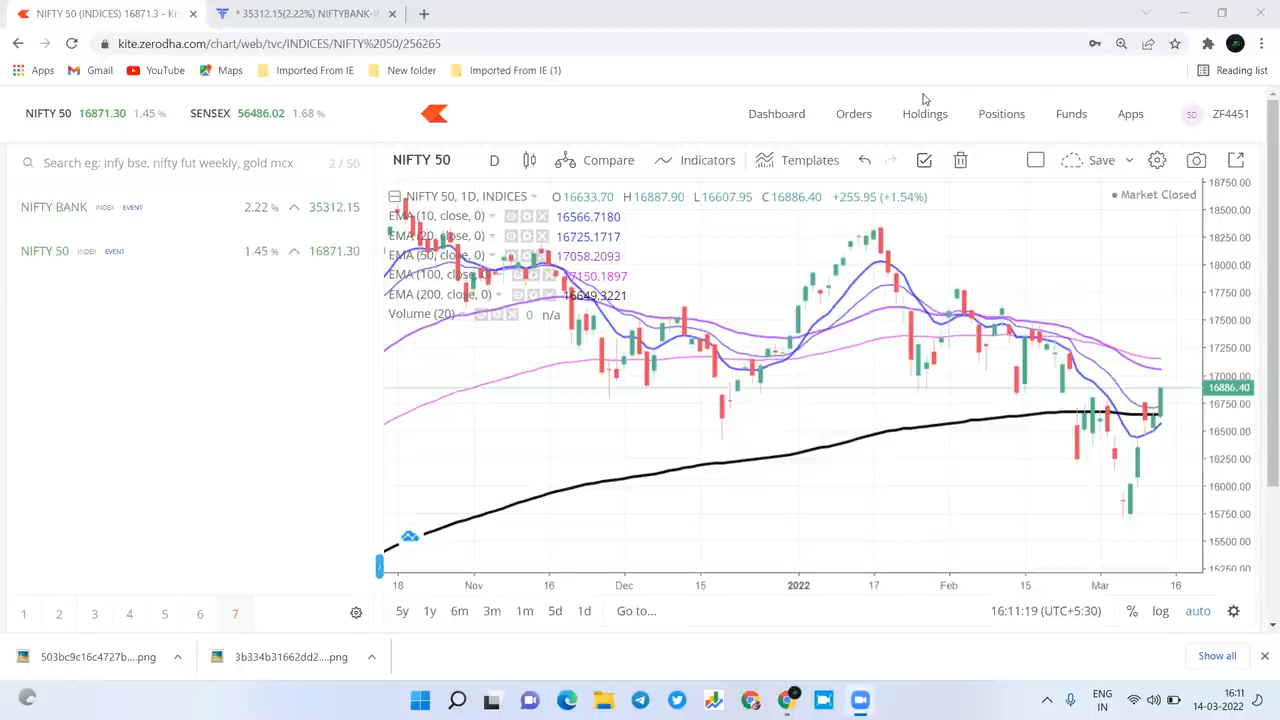 NIFTY 50 (INDICES) 16871.3 - Kit
* 35312.15(2.22%) NIFTYBANK-I
kite.zerodha.com/chart/web/tvc/INDICES/NIFTY%2050/256265
Apps Gmail YouTube Maps Imported From IE New folder Imported From IE (1) Reading list
NIFTY 50 16871.30 1.45 % SENSEX 56486.02 1.68 % Dashboard Orders Holdings Positions Funds Apps SD ZF4451
Search eg: infy bse, nifty fut weekly, gold mcx 2 / 50
NIFTY BANK INDEX EVENT 2.22 % 35312.15
NIFTY 50 INDEX EVENT 1.45 % 16871.30
NIFTY 50 D Compare Indicators Templates Save
NIFTY 50, 1D, INDICES O16633.70 H16887.90 L16607.95 C16886.40 +255.95 (+1.54%) Market Closed
EMA (10, close, 0) 16566.7180
EMA (20, close, 0) 16725.1717
EMA (50, close, 0) 17058.2093
EMA (100, close, 0) 17150.1897
EMA (200, close, 0) 16649.3221
Volume (20) 0 n/a
18750.00
18500.00
18250.00
18000.00
17750.00
17500.00
17250.00
17000.00
16886.40
16750.00
16500.00
16250.00
16000.00
15750.00
15500.00
15250.00
18 Nov 16 Dec 15 2022 17 Feb 15 Mar 16
5y 1y 6m 3m 1m 5d 1d Go to... 16:11:19 (UTC+5:30) % log auto
1 2 3 4 5 6 7
503bc9c16c4727b....png 3b334b31662dd2....png Show all
ENG
IN
16:11
14-03-2022